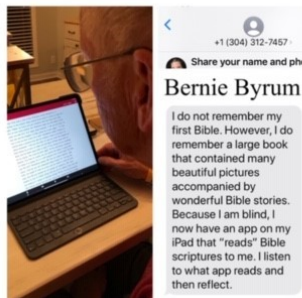 +1 (304) 312-7457
Share your name and pho
Bernie Byrum
I do not remember my
first Bible. However, I do
remember a large book
that contained many
beautiful pictures
accompanied by
wonderful Bible stories.
Because I am blind, I
now have an app on my
iPad that "reads" Bible
scriptures to me. I listen
to what app reads and
then reflect.